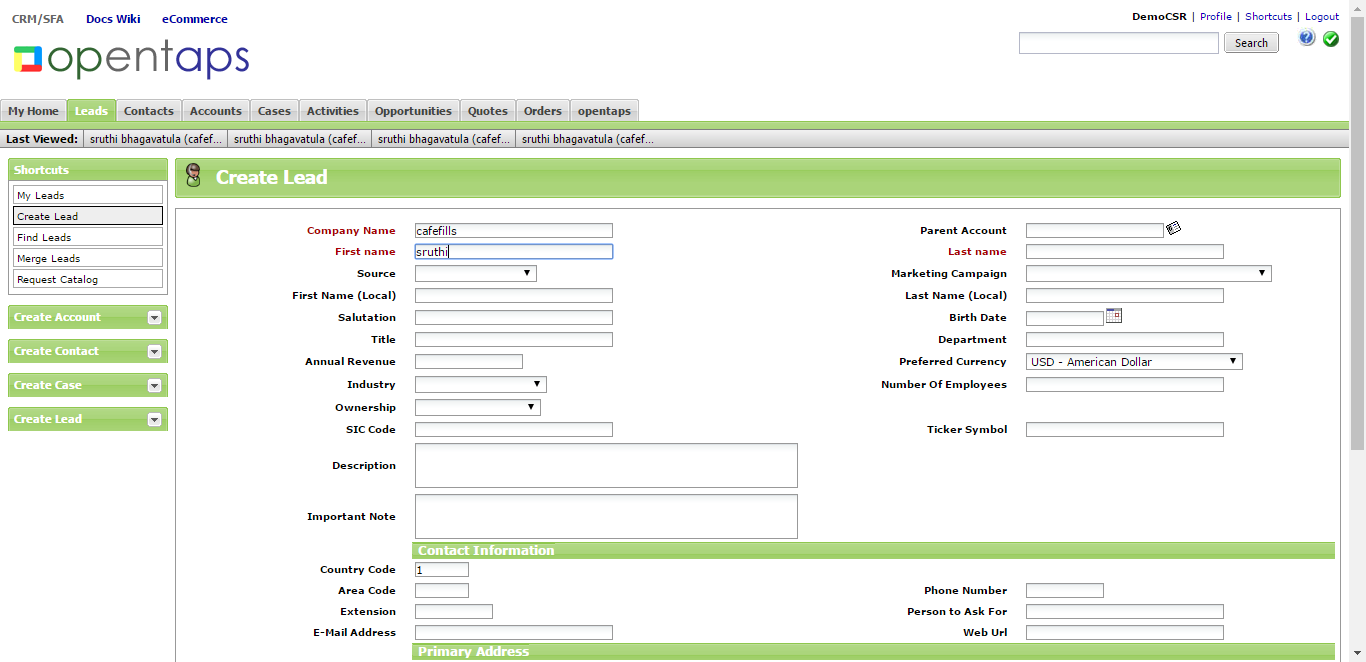 CRM/SFA Docs Wiki eCommerce
DemoCSR | Profile | Shortcuts | Logout
opentaps
Search
My Home Leads Contacts Accounts Cases Activities Opportunities Quotes Orders opentaps
Last Viewed: sruthi bhagavatula (cafef... sruthi bhagavatula (cafef... sruthi bhagavatula (cafef... sruthi bhagavatula (cafef...
Shortcuts
My Leads
Create Lead
Find Leads
Merge Leads
Request Catalog
Create Account
Create Contact
Create Case
Create Lead
Create Lead
Company Name cafefills Parent Account
First name sruthi Last name
Source Marketing Campaign
First Name (Local) Last Name (Local)
Salutation Birth Date
Title Department
Annual Revenue Preferred Currency USD - American Dollar
Industry Number Of Employees
Ownership
SIC Code Ticker Symbol
Description
Important Note
Contact Information
Country Code 1
Area Code Phone Number
Extension Person to Ask For
E-Mail Address Web Url
Primary Address